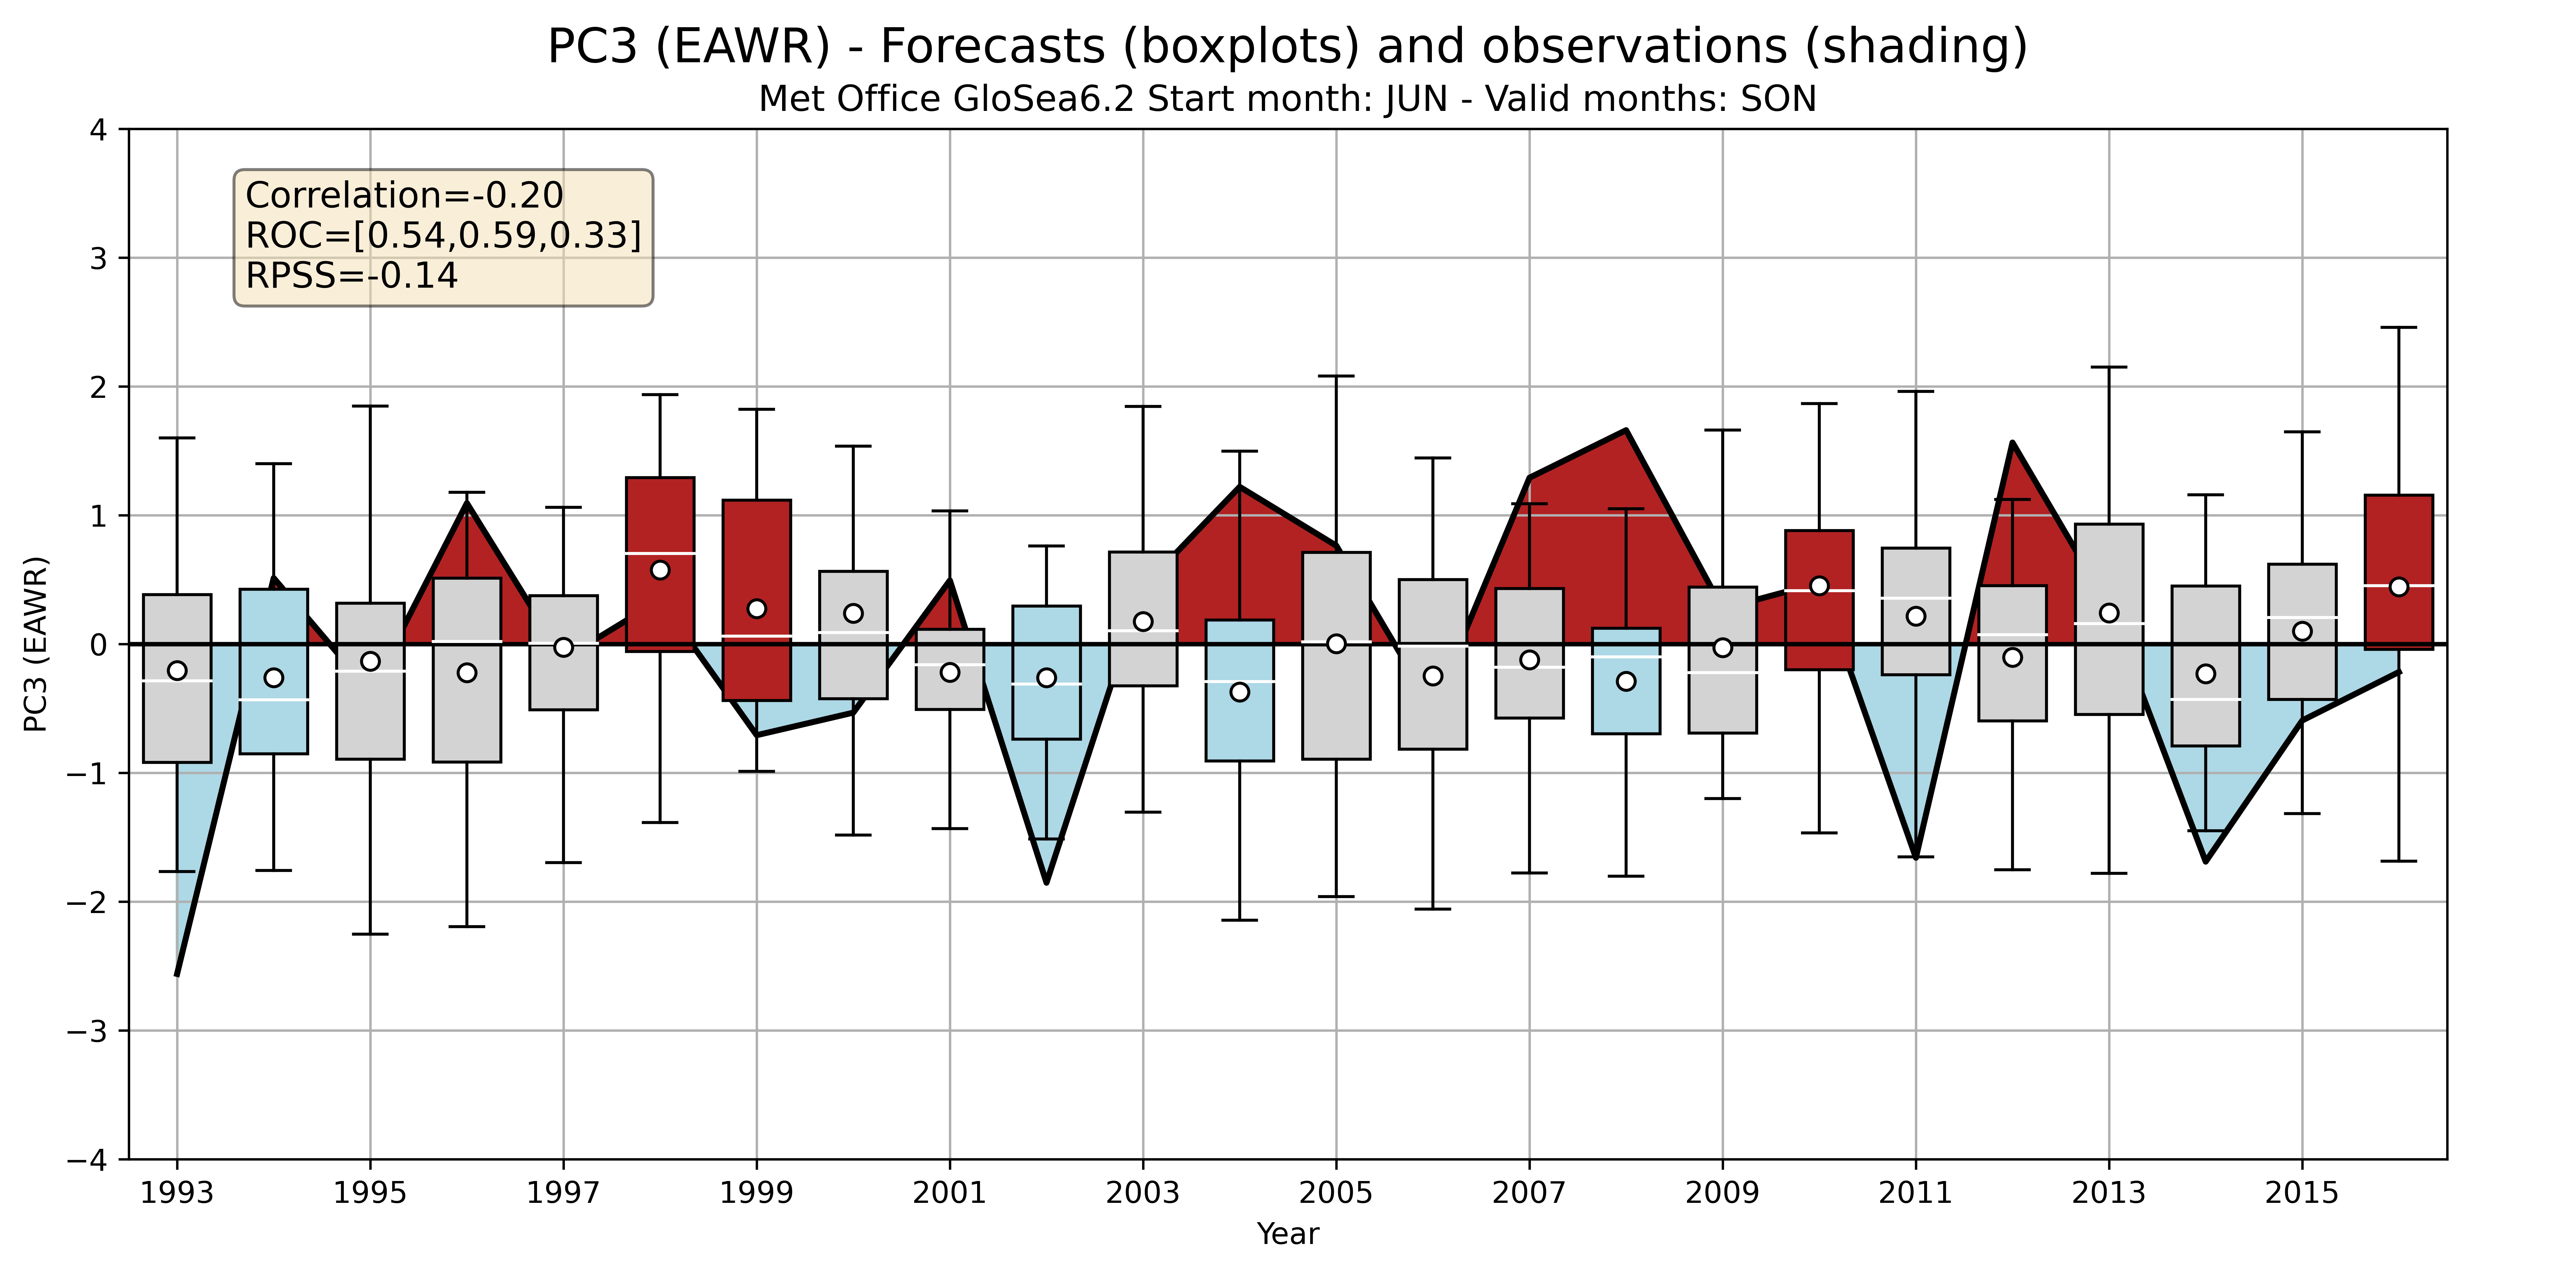 PC3 (EAWR) - Forecasts (boxplots) and observations (shading)
Met Office GloSea6.2 Start month: JUN - Valid months: SON
Correlation=-0.20
ROC=[0.54,0.59,0.33]
RPSS=-0.14
PC3 (EAWR)
4
3
2
1
0
−1
−2
−3
−4
1993 1995 1997 1999 2001 2003 2005 2007 2009 2011 2013 2015
Year